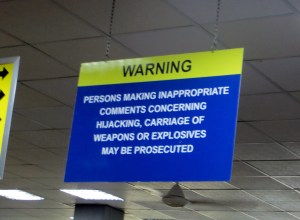 WARNING
PERSONS MAKING INAPPROPRIATE
COMMENTS CONCERNING
HIJACKING, CARRIAGE OF
WEAPONS OR EXPLOSIVES
MAY BE PROSECUTED